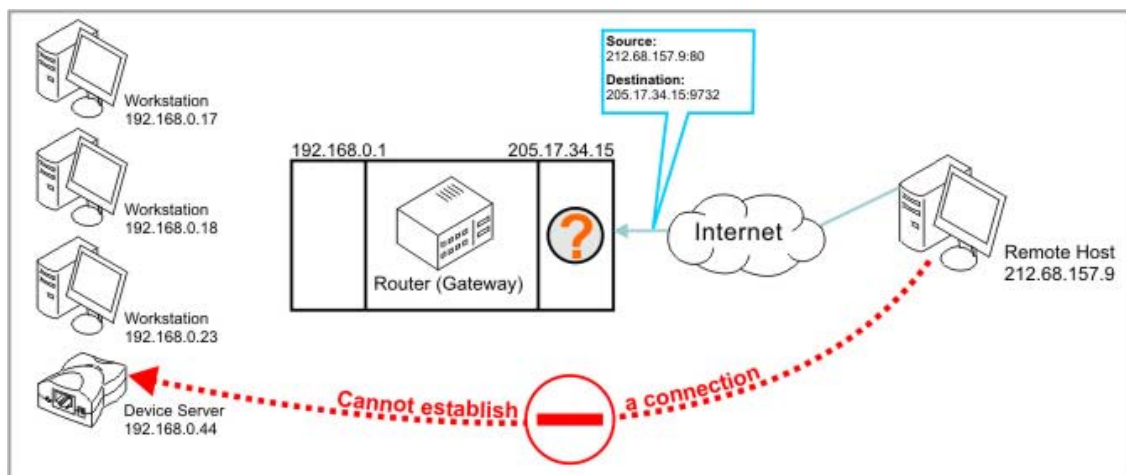 Workstation
192.168.0.17
Workstation
192.168.0.18
Workstation
192.168.0.23
Device Server
192.168.0.44
192.168.0.1
205.17.34.15
Router (Gateway)
?
Source:
212.68.157.9:80
Destination:
205.17.34.15:9732
Internet
Remote Host
212.68.157.9
Cannot establish a connection